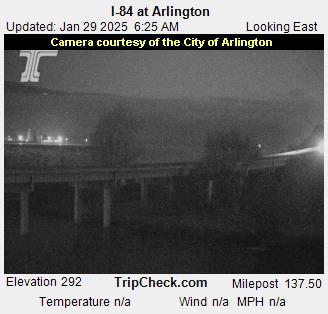 I-84 at Arlington
Updated: Jan 29 2025 6:25 AM Looking East
Camera courtesy of the City of Arlington
Elevation 292 TripCheck.com Milepost 137.50
Temperature n/a Wind n/a MPH n/a